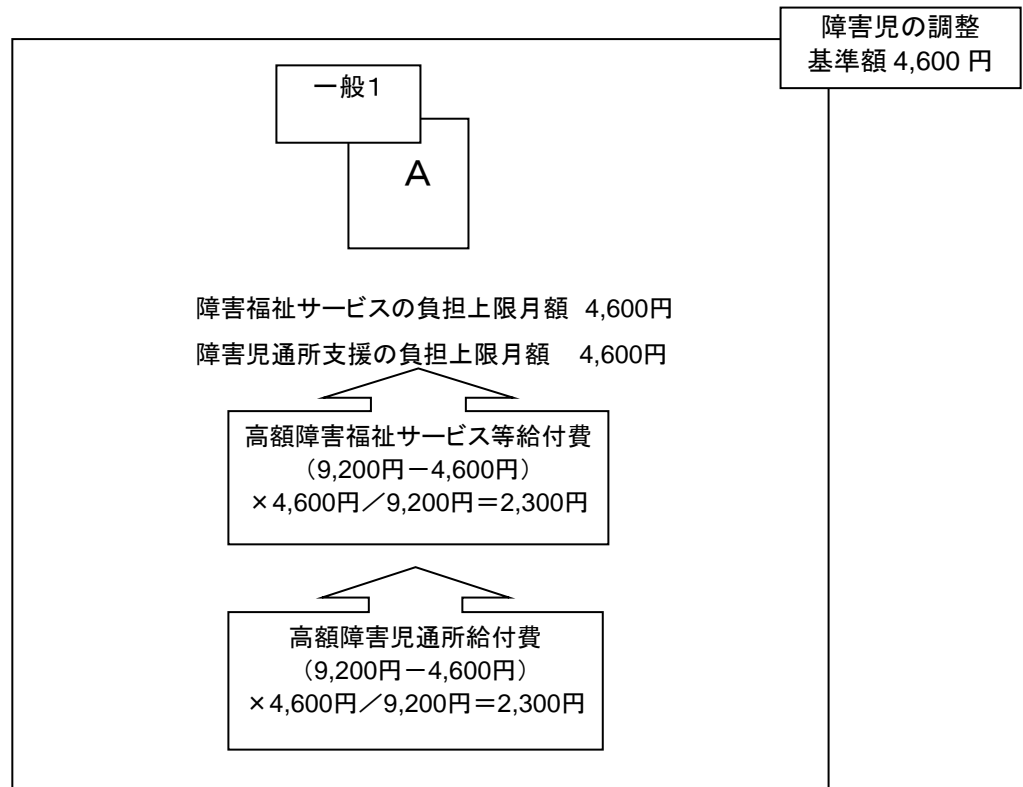 障害児の調整
基準額 4,600 円
一般1
A
障害福祉サービスの負担上限月額 4,600円
障害児通所支援の負担上限月額 4,600円
高額障害福祉サービス等給付費
（9,200円－4,600円）
×4,600円／9,200円＝2,300円
高額障害児通所給付費
（9,200円－4,600円）
×4,600円／9,200円＝2,300円